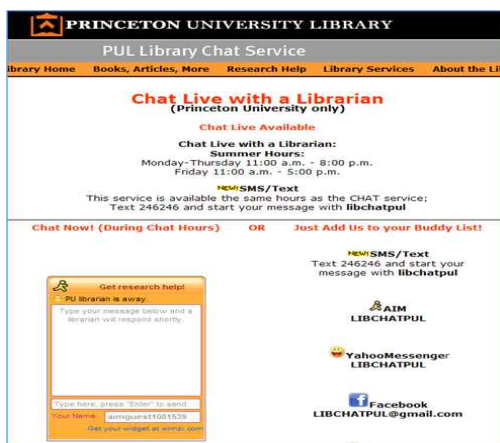 PRINCETON UNIVERSITY LIBRARY
PUL Library Chat Service
ibrary Home Books, Articles, More Research Help Library Services About the Li
Chat Live with a Librarian
(Princeton University only)
Chat Live Available
Chat Live with a Librarian:
Summer Hours:
Monday-Thursday 11:00 a.m. - 8:00 p.m.
Friday 11:00 a.m. - 5:00 p.m.
NEW! SMS/Text
This service is available the same hours as the CHAT service;
Text 246246 and start your message with libchatpul
Chat Now! (During Chat Hours) OR Just Add Us to your Buddy List!
NEW! SMS/Text
Text 246246 and start your
message with libchatpul
Get research help!
PU librarian is away.
Type your message below and a
librarian will respond shortly.
AIM
LIBCHATPUL
YahooMessenger
LIBCHATPUL
Type here, press "Enter" to send.
Your Name:
Facebook
LIBCHATPUL@gmail.com
Get your widget at